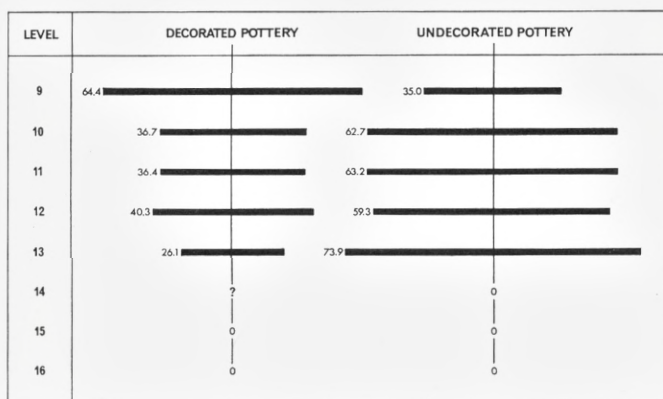 LEVEL DECORATED POTTERY UNDECORATED POTTERY
9 64.4 35.0
10 36.7 62.7
11 36.4 63.2
12 40.3 59.3
13 26.1 73.9
14 ? 0
15 0 0
16 0 0